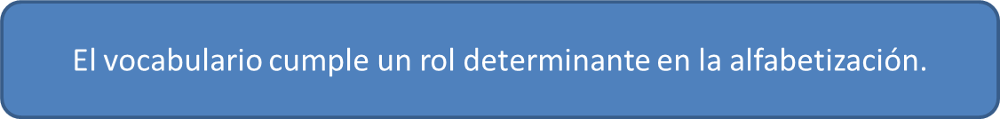 El vocabulario cumple un rol determinante en la alfabetización.